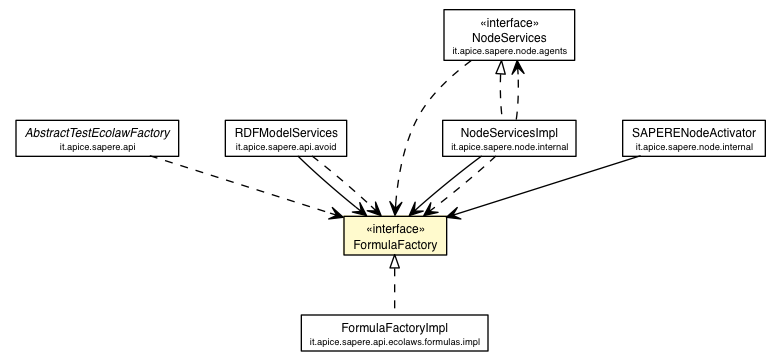 «interface»
NodeServices
it.apice.sapere.node.agents
AbstractTestEcolawFactory
it.apice.sapere.api
RDFModelServices
it.apice.sapere.api.avoid
NodeServicesImpl
it.apice.sapere.node.internal
SAPERENodeActivator
it.apice.sapere.node.internal
«interface»
FormulaFactory
FormulaFactoryImpl
it.apice.sapere.api.ecolaws.formulas.impl